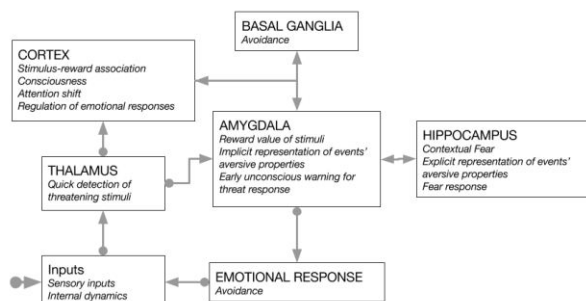 BASAL GANGLIA
Avoidance
CORTEX
Stimulus-reward association
Consciousness
Attention shift
Regulation of emotional responses
AMYGDALA
Reward value of stimuli
Implicit representation of events'
aversive properties
Early unconscious warning for
threat response
HIPPOCAMPUS
Contextual Fear
Explicit representation of events'
aversive properties
Fear response
THALAMUS
Quick detection of
threatening stimuli
Inputs
Sensory inputs
Internal dynamics
EMOTIONAL RESPONSE
Avoidance